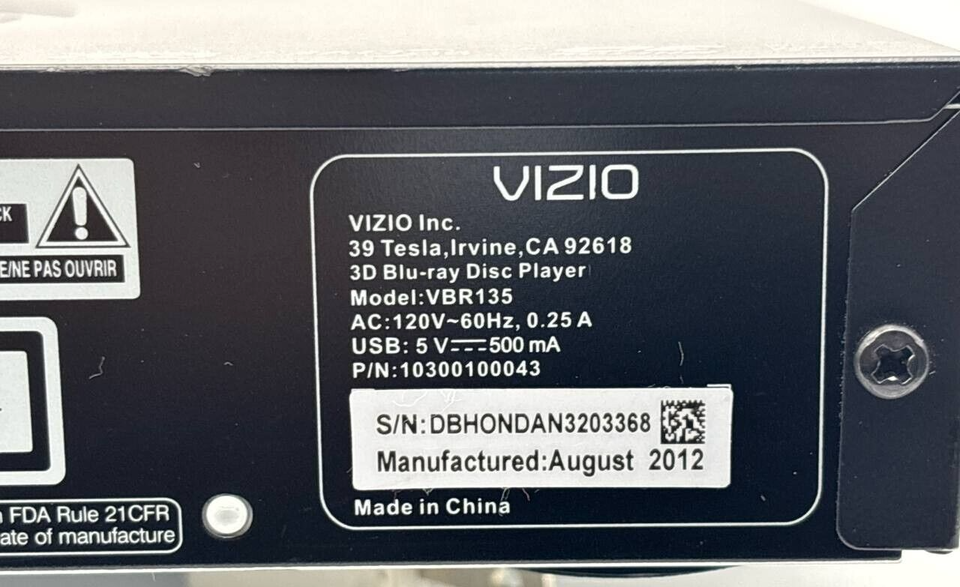 VIZIO
VIZIO Inc.
39 Tesla,Irvine,CA 92618
3D Blu-ray Disc Player
Model:VBR135
AC:120V~60Hz, 0.25 A
USB: 5 V⎓500 mA
P/N:10300100043
S/N:DBHONDAN3203368
Manufactured:August 2012
Made in China
CK
E/NE PAS OUVRIR
FDA Rule 21CFR
ate of manufacture